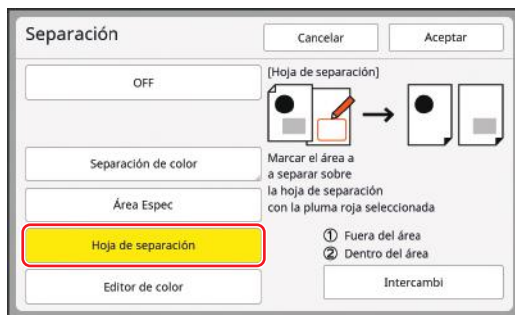 Separación
Cancelar
Aceptar
OFF
Separación de color
Área Espec
Hoja de separación
Editor de color
[Hoja de separación]
Marcar el área a
a separar sobre
la hoja de separación
con la pluma roja seleccionada
① Fuera del área
② Dentro del área
Intercambi